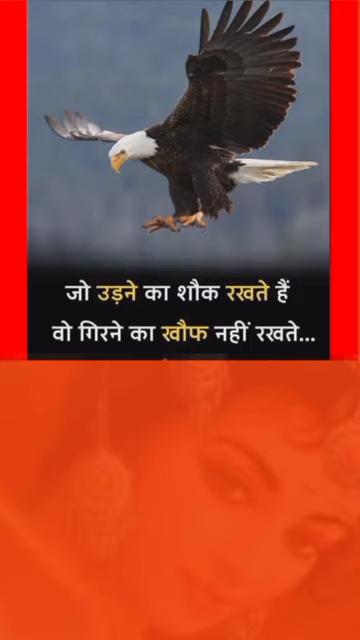 जो उड़ने का शौक रखते हैं
वो गिरने का खौफ नहीं रखते...